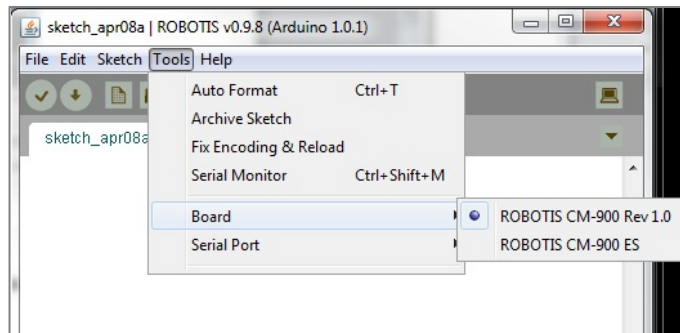 sketch_apr08a | ROBOTIS v0.9.8 (Arduino 1.0.1)
File Edit Sketch Tools Help
Auto Format Ctrl+T
Archive Sketch
sketch_apr08a
Fix Encoding & Reload
Serial Monitor Ctrl+Shift+M
Board
ROBOTIS CM-900 Rev 1.0
Serial Port
ROBOTIS CM-900 ES